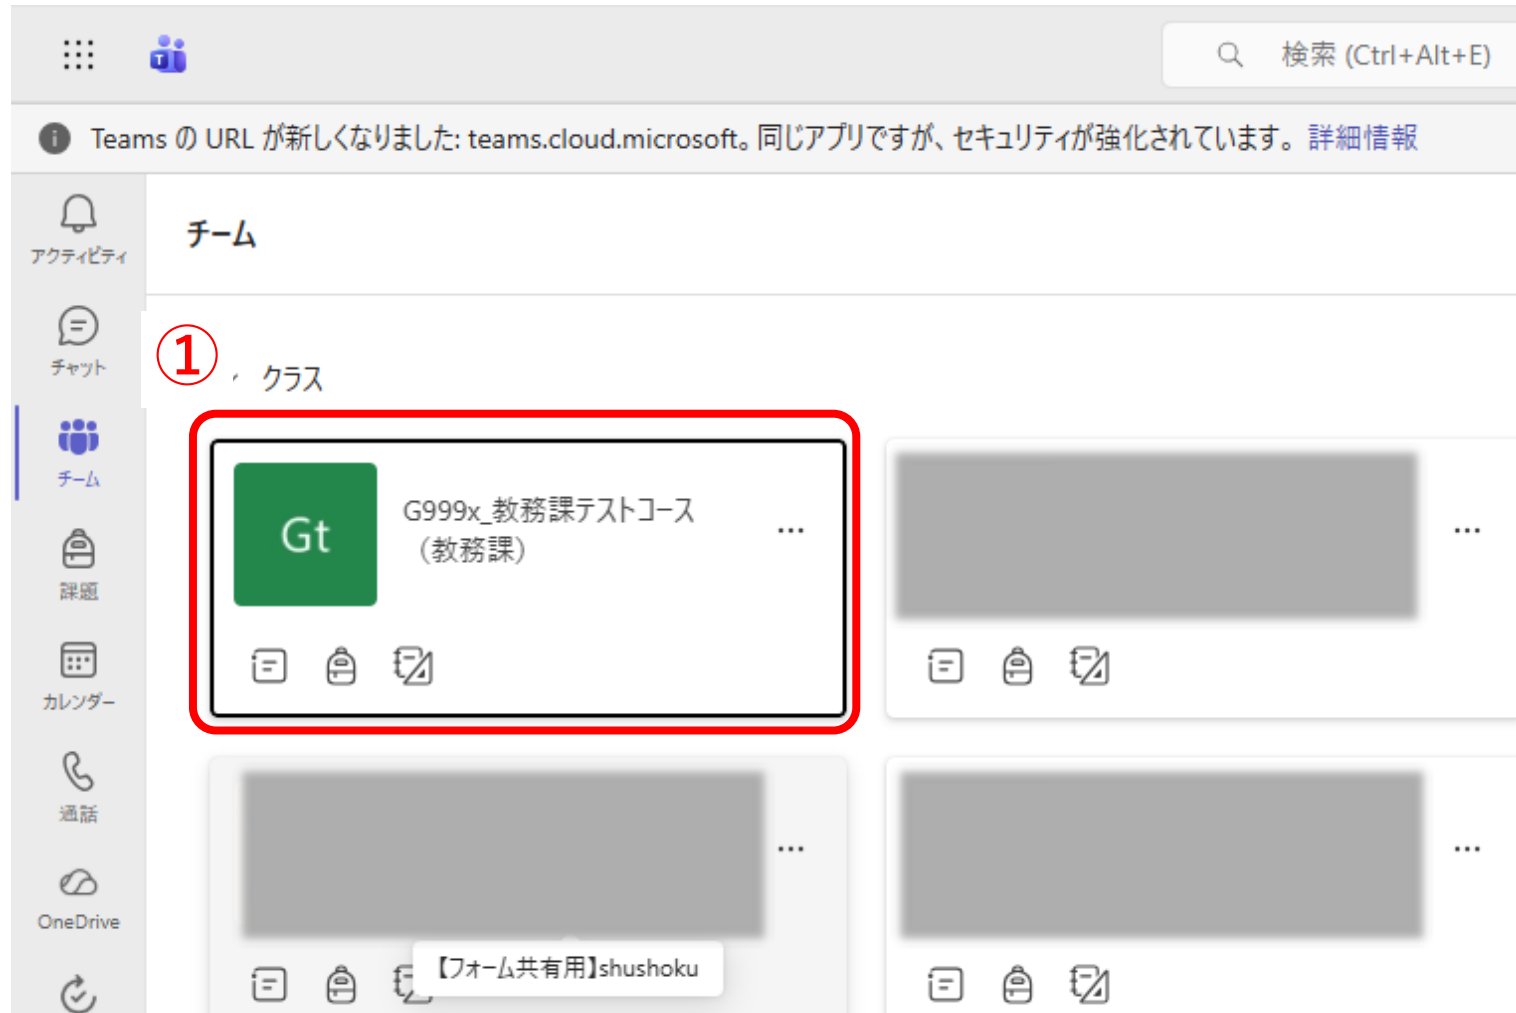 検索 (Ctrl+Alt+E)
Teams の URL が新しくなりました: teams.cloud.microsoft。同じアプリですが、セキュリティが強化されています。 詳細情報
アクティビティ
チーム
チャット
①
クラス
チーム
Gt
G999x_教務課テストコース
（教務課）
課題
カレンダー
通話
OneDrive
【フォーム共有用】shushoku